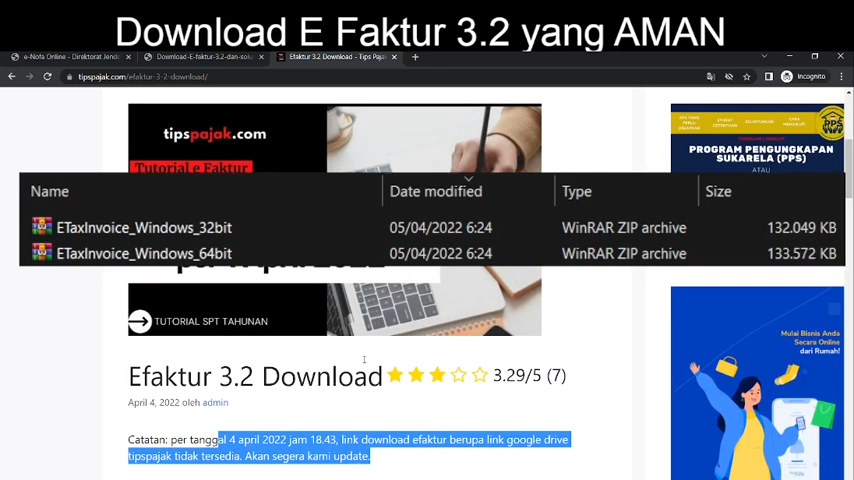 Download E Faktur 3.2 yang AMAN
e-Nofa Online - Direktorat Jende
Download-E-faktur-3-2-dan-solu
Efaktur 3.2 Download - Tips Paja
tipspajak.com/efaktur-3-2-download/
Incognito
tipspajak.com
Tutorial e Faktur
PROGRAM PENGUNGKAPAN
SUKARELA (PPS)
ATAU
Name Date modified Type Size
ETaxInvoice_Windows_32bit 05/04/2022 6:24 WinRAR ZIP archive 132.049 KB
ETaxInvoice_Windows_64bit 05/04/2022 6:24 WinRAR ZIP archive 133.572 KB
TUTORIAL SPT TAHUNAN
Mulai Bisnis Anda
Secara Online
dari Rumah!
Efaktur 3.2 Download 3.29/5 (7)
April 4, 2022 oleh admin
Catatan: per tanggal 4 april 2022 jam 18.43, link download efaktur berupa link google drive
tipspajak tidak tersedia. Akan segera kami update.